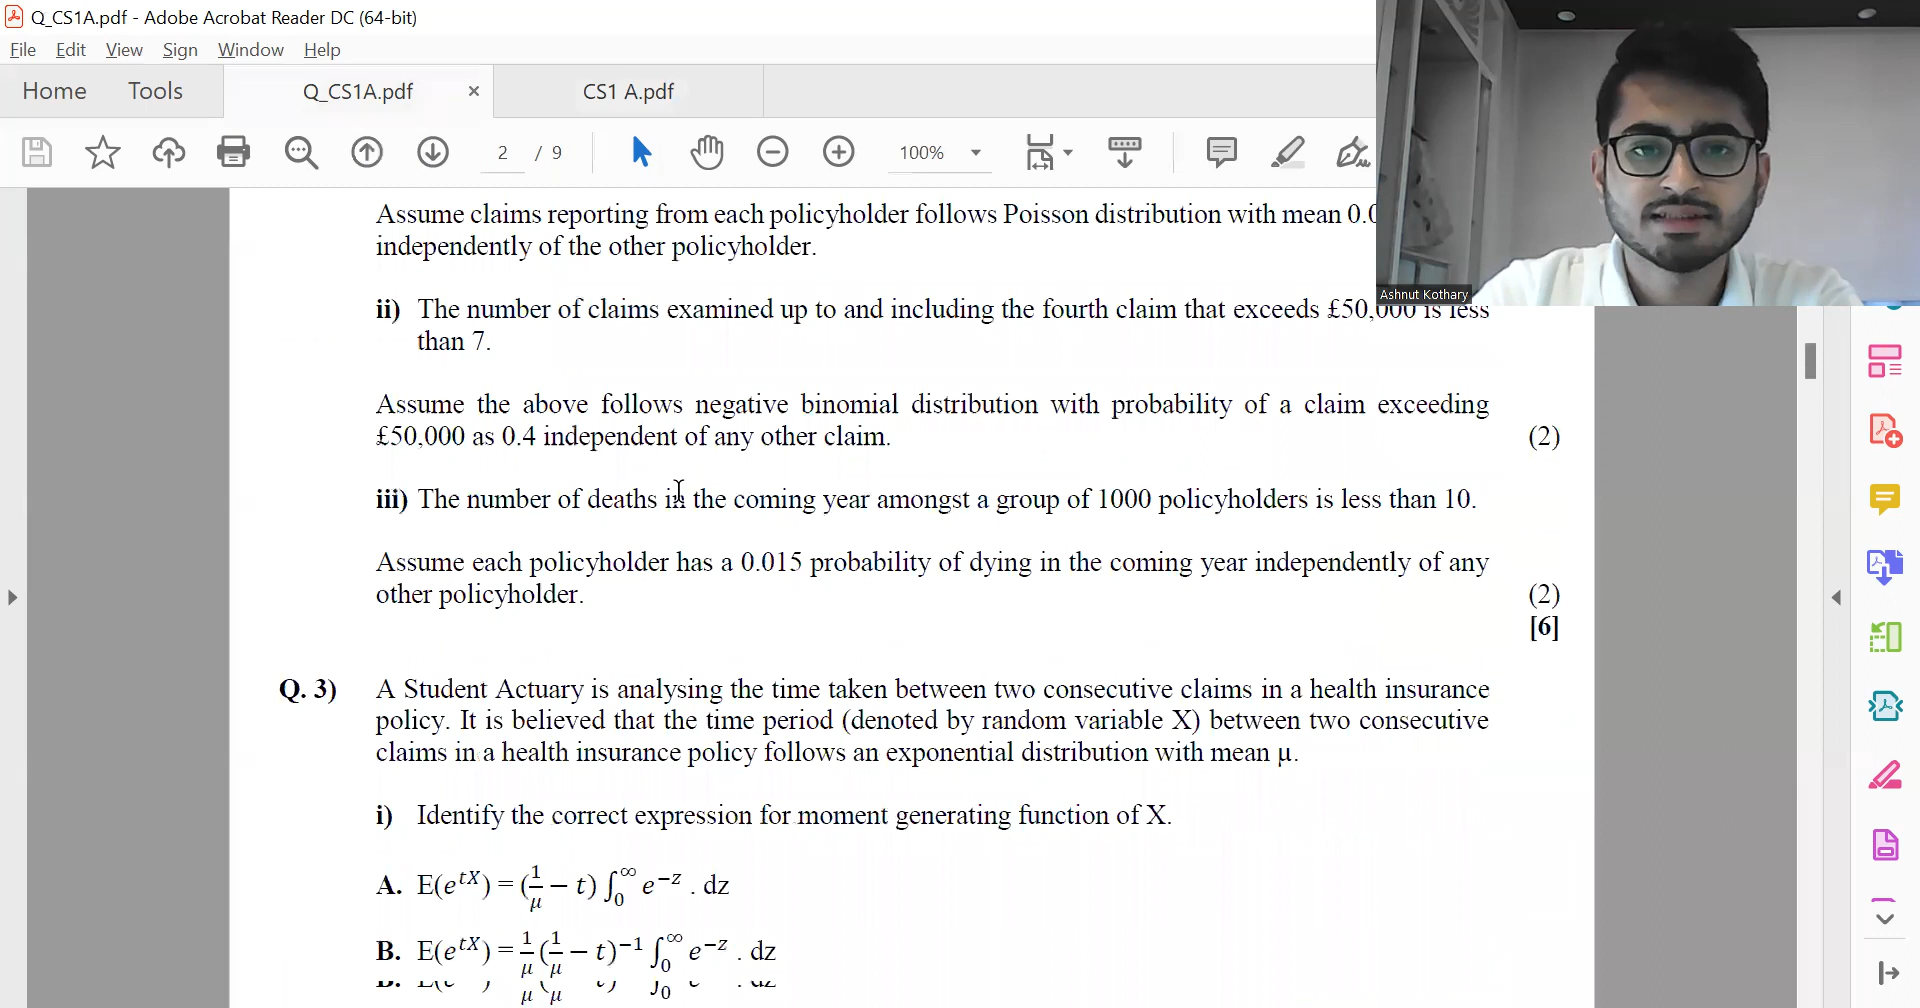 Q_CS1A.pdf - Adobe Acrobat Reader DC (64-bit)
File Edit View Sign Window Help
Home Tools Q_CS1A.pdf × CS1 A.pdf
2 / 9 100%
Ashnut Kothary
Assume claims reporting from each policyholder follows Poisson distribution with mean
independently of the other policyholder.
ii) The number of claims examined up to and including the fourth claim that exceeds £50,000 is less
than 7.
Assume the above follows negative binomial distribution with probability of a claim exceeding
£50,000 as 0.4 independent of any other claim. (2)
iii) The number of deaths in the coming year amongst a group of 1000 policyholders is less than 10.
Assume each policyholder has a 0.015 probability of dying in the coming year independently of any
other policyholder. (2)
[6]
Q. 3) A Student Actuary is analysing the time taken between two consecutive claims in a health insurance
policy. It is believed that the time period (denoted by random variable X) between two consecutive
claims in a health insurance policy follows an exponential distribution with mean µ.
i) Identify the correct expression for moment generating function of X.
A. E(e^{tX}) = (1/μ − t) ∫₀^∞ e^{−z} . dz
B. E(e^{tX}) = 1/μ (1/μ − t)^{−1} ∫₀^∞ e^{−z} . dz